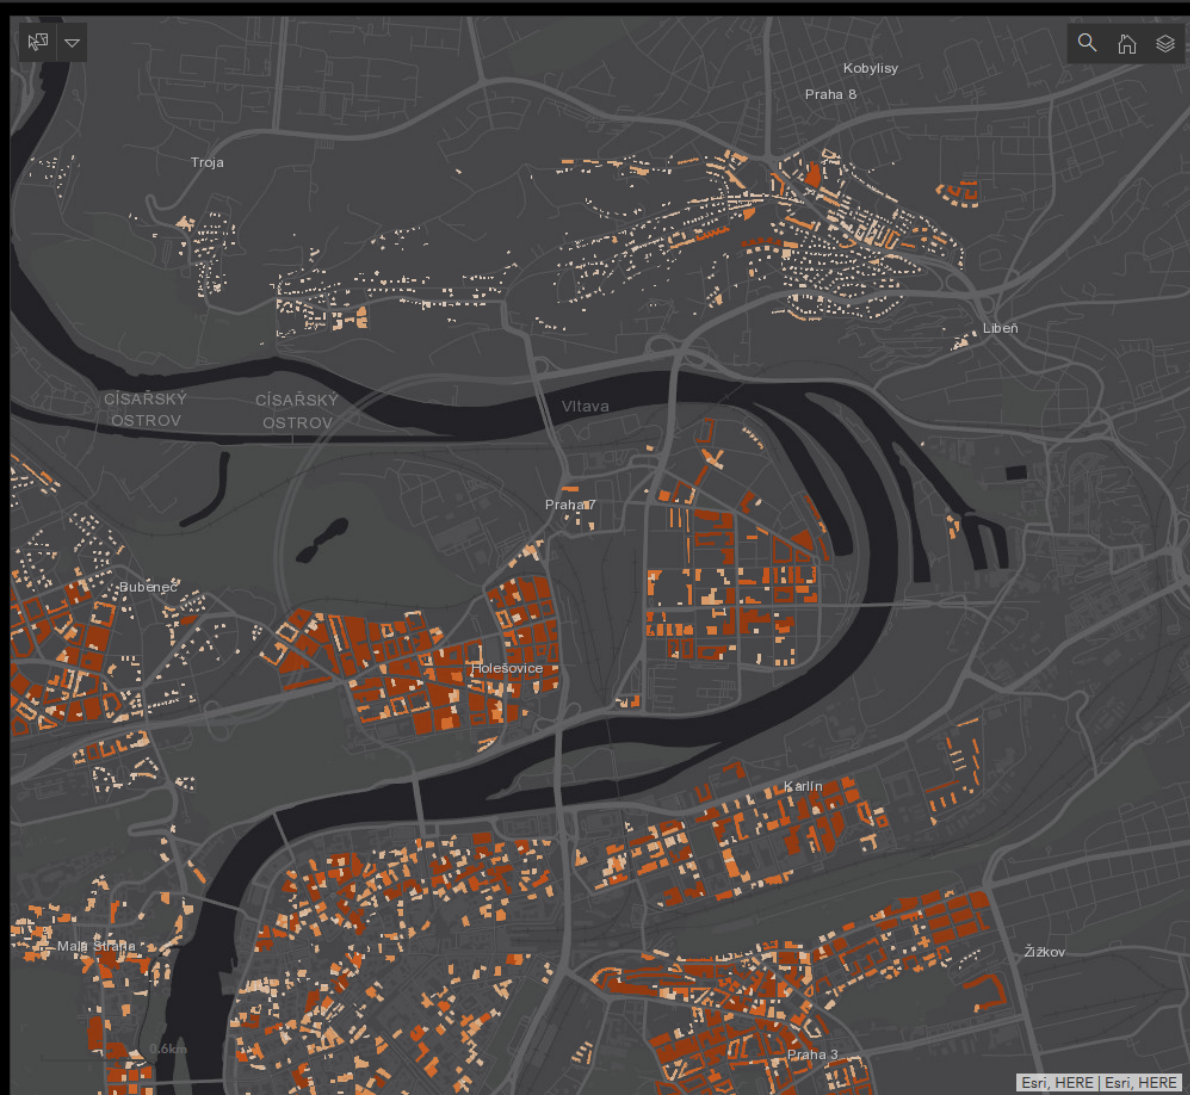 Kobylisy
Praha 8
Troja
Libeň
CÍSAŘSKÝ
OSTROV
CÍSAŘSKÝ
OSTROV
Vltava
Praha 7
Bubeneč
Holešovice
Karlín
Malá Strana
Žižkov
0.6km
Praha 3
Esri, HERE | Esri, HERE